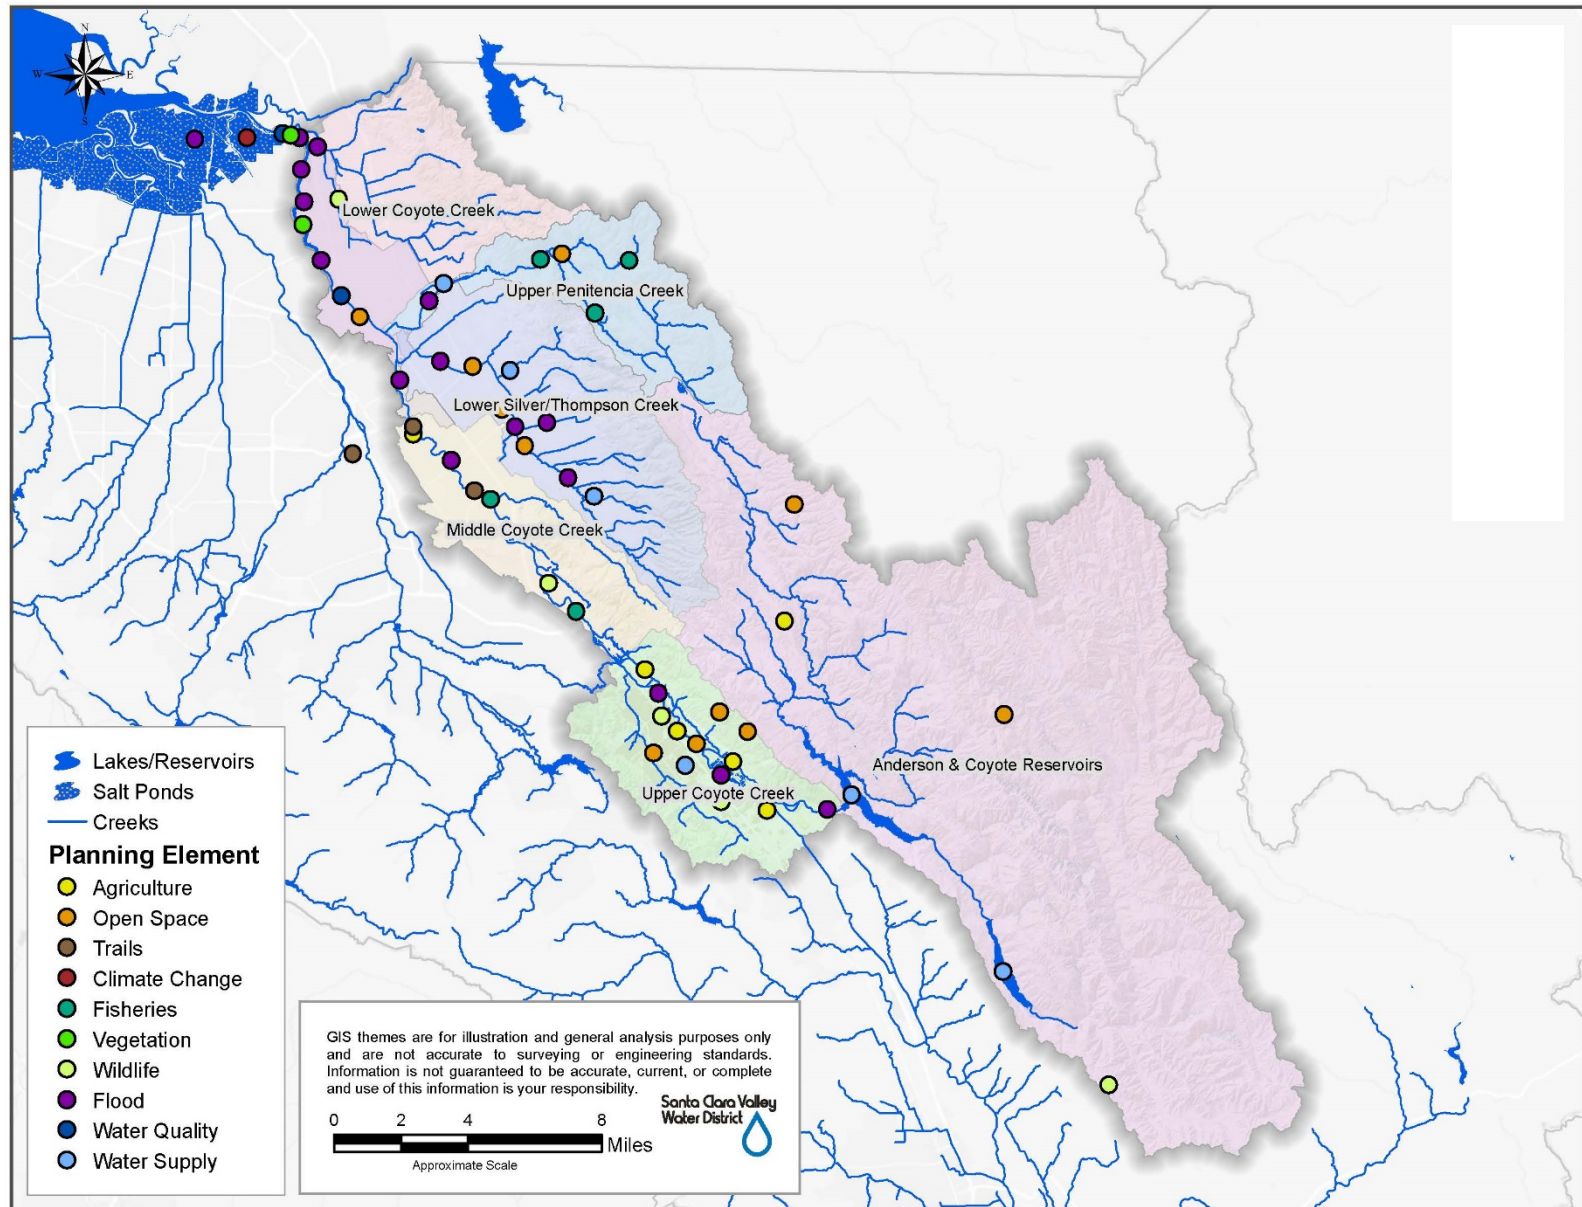 N
W
E
S
Lower Coyote Creek
Upper Penitencia Creek
Lower Silver/Thompson Creek
Middle Coyote Creek
Anderson & Coyote Reservoirs
Upper Coyote Creek
Lakes/Reservoirs
Salt Ponds
Creeks
Planning Element
Agriculture
Open Space
Trails
Climate Change
Fisheries
Vegetation
Wildlife
Flood
Water Quality
Water Supply
GIS themes are for illustration and general analysis purposes only
and are not accurate to surveying or engineering standards.
Information is not guaranteed to be accurate, current, or complete
and use of this information is your responsibility.
Santa Clara Valley
Water District
0 2 4 8
Miles
Approximate Scale